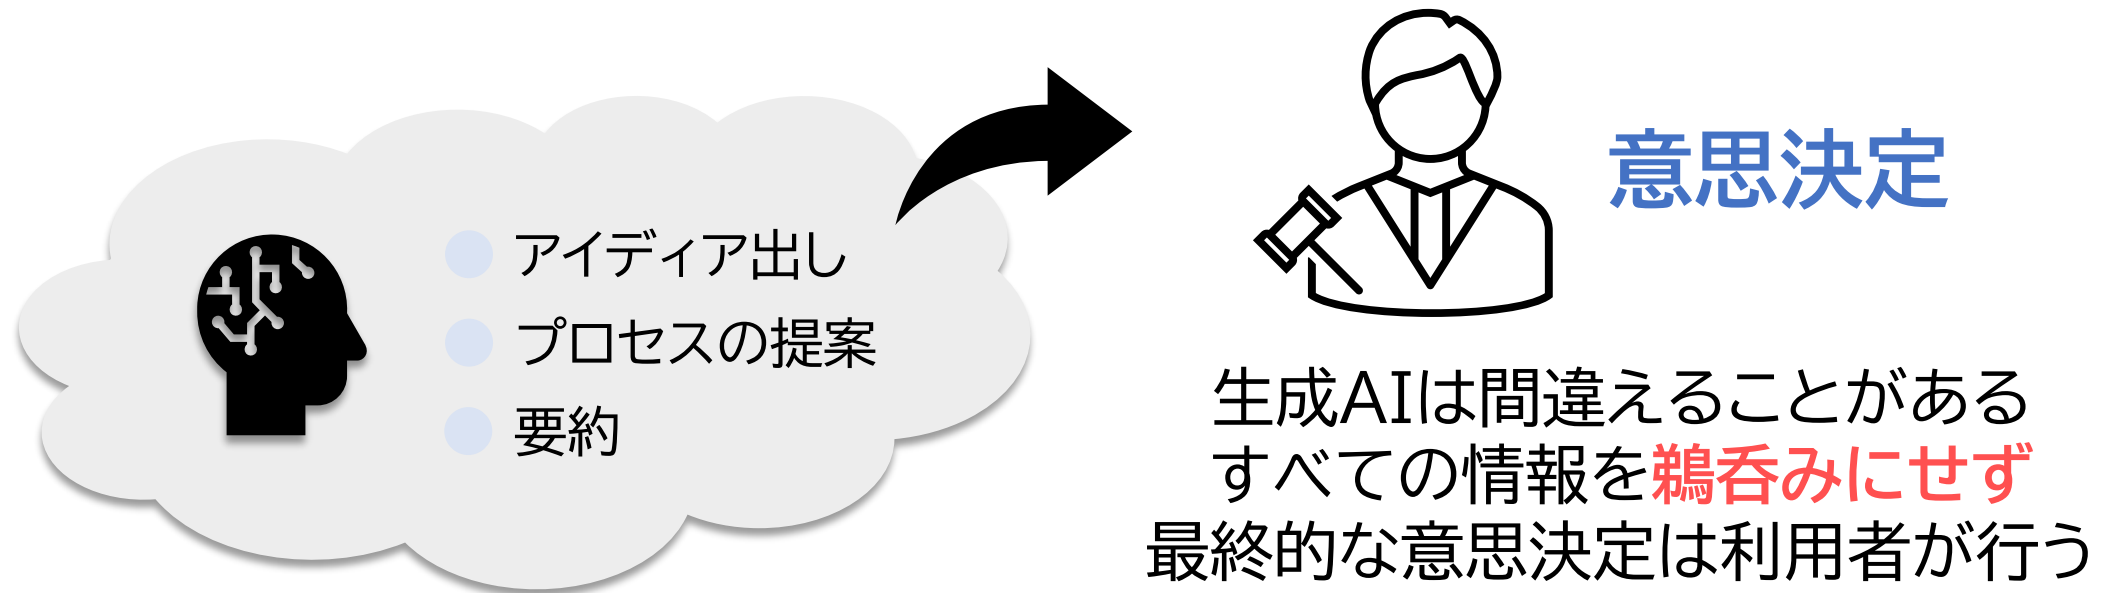 アイディア出し
プロセスの提案
要約
意思決定
生成AIは間違えることがある
すべての情報を鵜呑みにせず
最終的な意思決定は利用者が行う